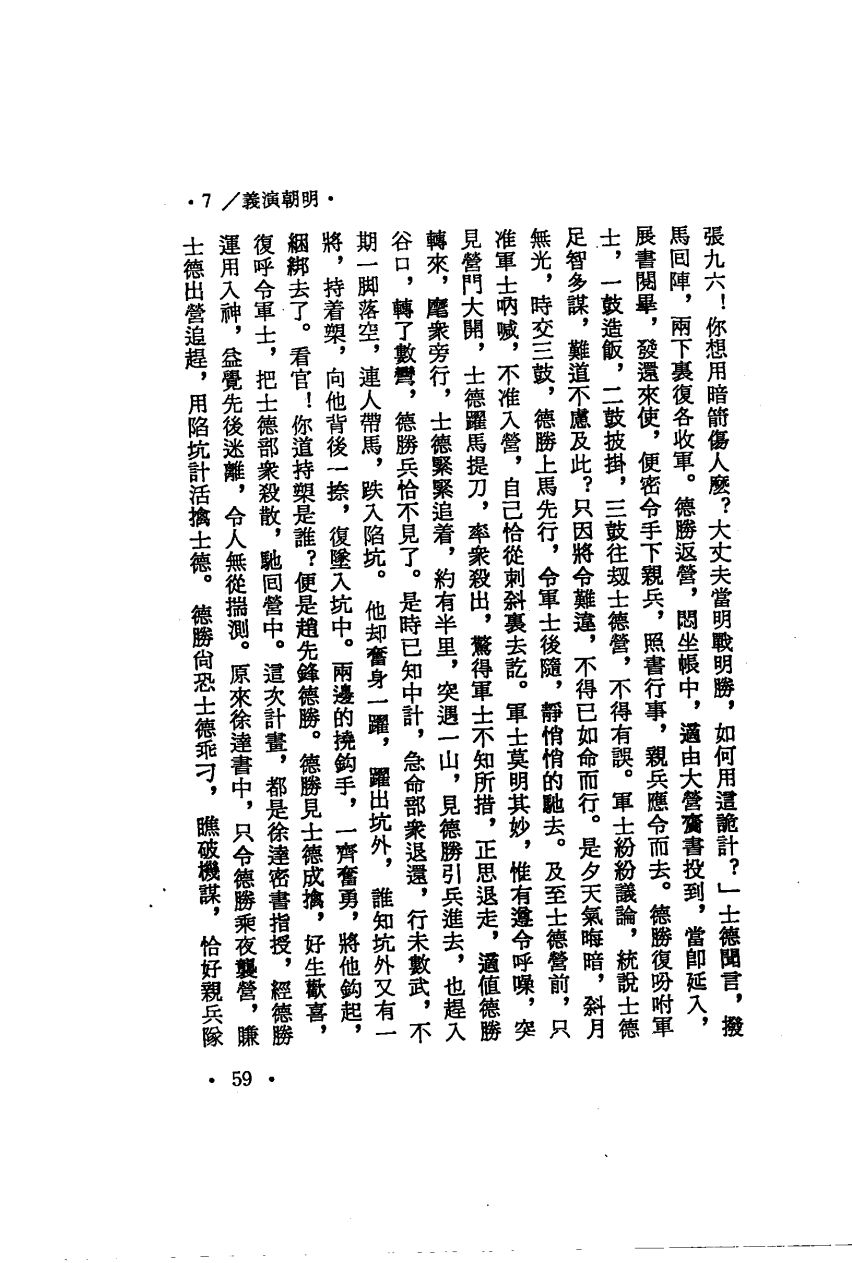 •7／義演朝明•
張九六！你想用暗箭傷人麼？大丈夫當明戰明勝，如何用這詭計？」士德聞言，撥
馬回陣，兩下裏復各收軍。德勝返營，悶坐帳中，適由大營齎書投到，當卽延入，
展書閱畢，發還來使，便密令手下親兵，照書行事，親兵應令而去。德勝復吩咐軍
士，一鼓造飯，二鼓披掛，三鼓往刼士德營，不得有誤。軍士紛紛議論，統說士德
足智多謀，難道不慮及此？只因將令難違，不得已如命而行。是夕天氣晦暗，斜月
無光，時交三鼓，德勝上馬先行，令軍士後隨，靜悄悄的馳去。及至士德營前，只
准軍士吶喊，不准入營，自己恰從刺斜裏去訖。軍士莫明其妙，惟有遵令呼噪，突
見營門大開，士德躍馬提刀，率衆殺出，驚得軍士不知所措，正思退走，適值德勝
轉來，麾衆旁行，士德緊緊追着，約有半里，突遇一山，見德勝引兵進去，也趕入
谷口，轉了數彎，德勝兵恰不見了。是時已知中計，急命部衆退還，行未數武，不
期一脚落空，連人帶馬，跌入陷坑。他却奮身一躍，躍出坑外，誰知坑外又有一
將，持着槊，向他背後一捺，復墜入坑中。兩邊的撓鈎手，一齊奮勇，將他鈎起，
綑綁去了。看官！你道持槊是誰？便是趙先鋒德勝。德勝見士德成擒，好生歡喜，
復呼令軍士，把士德部衆殺散，馳回營中。這次計畫，都是徐達密書指授，經德勝
運用入神，益覺先後迷離，令人無從揣測。原來徐達書中，只令德勝乘夜襲營，賺
士德出營追趕，用陷坑計活擒士德。德勝尙恐士德乖刁，瞧破機謀，恰好親兵隊
•59•